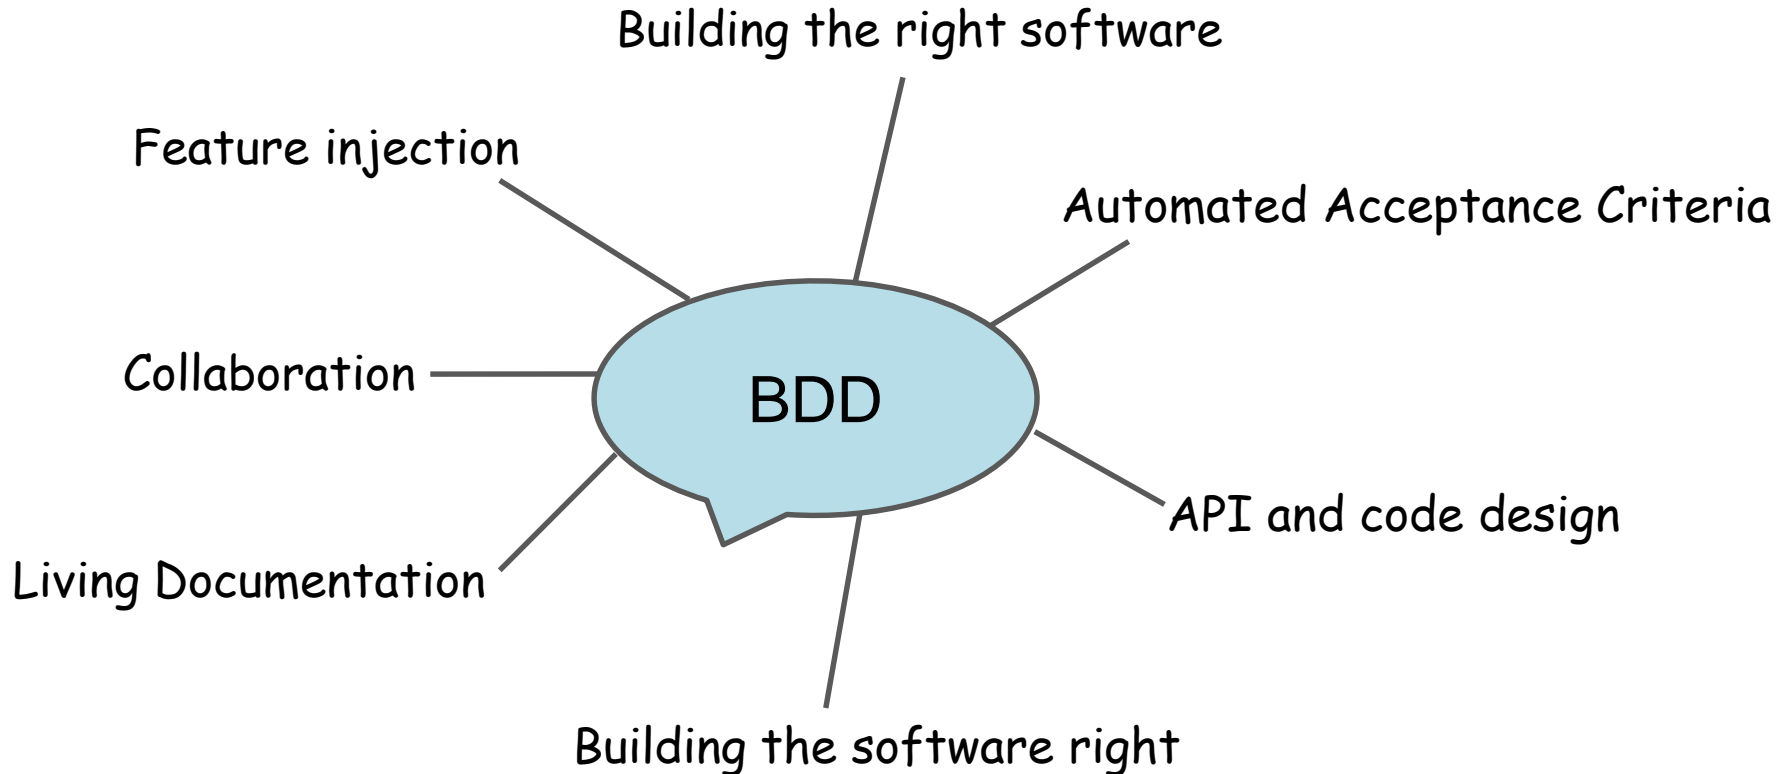 Building the right software
Feature injection
Automated Acceptance Criteria
Collaboration
BDD
API and code design
Living Documentation
Building the software right